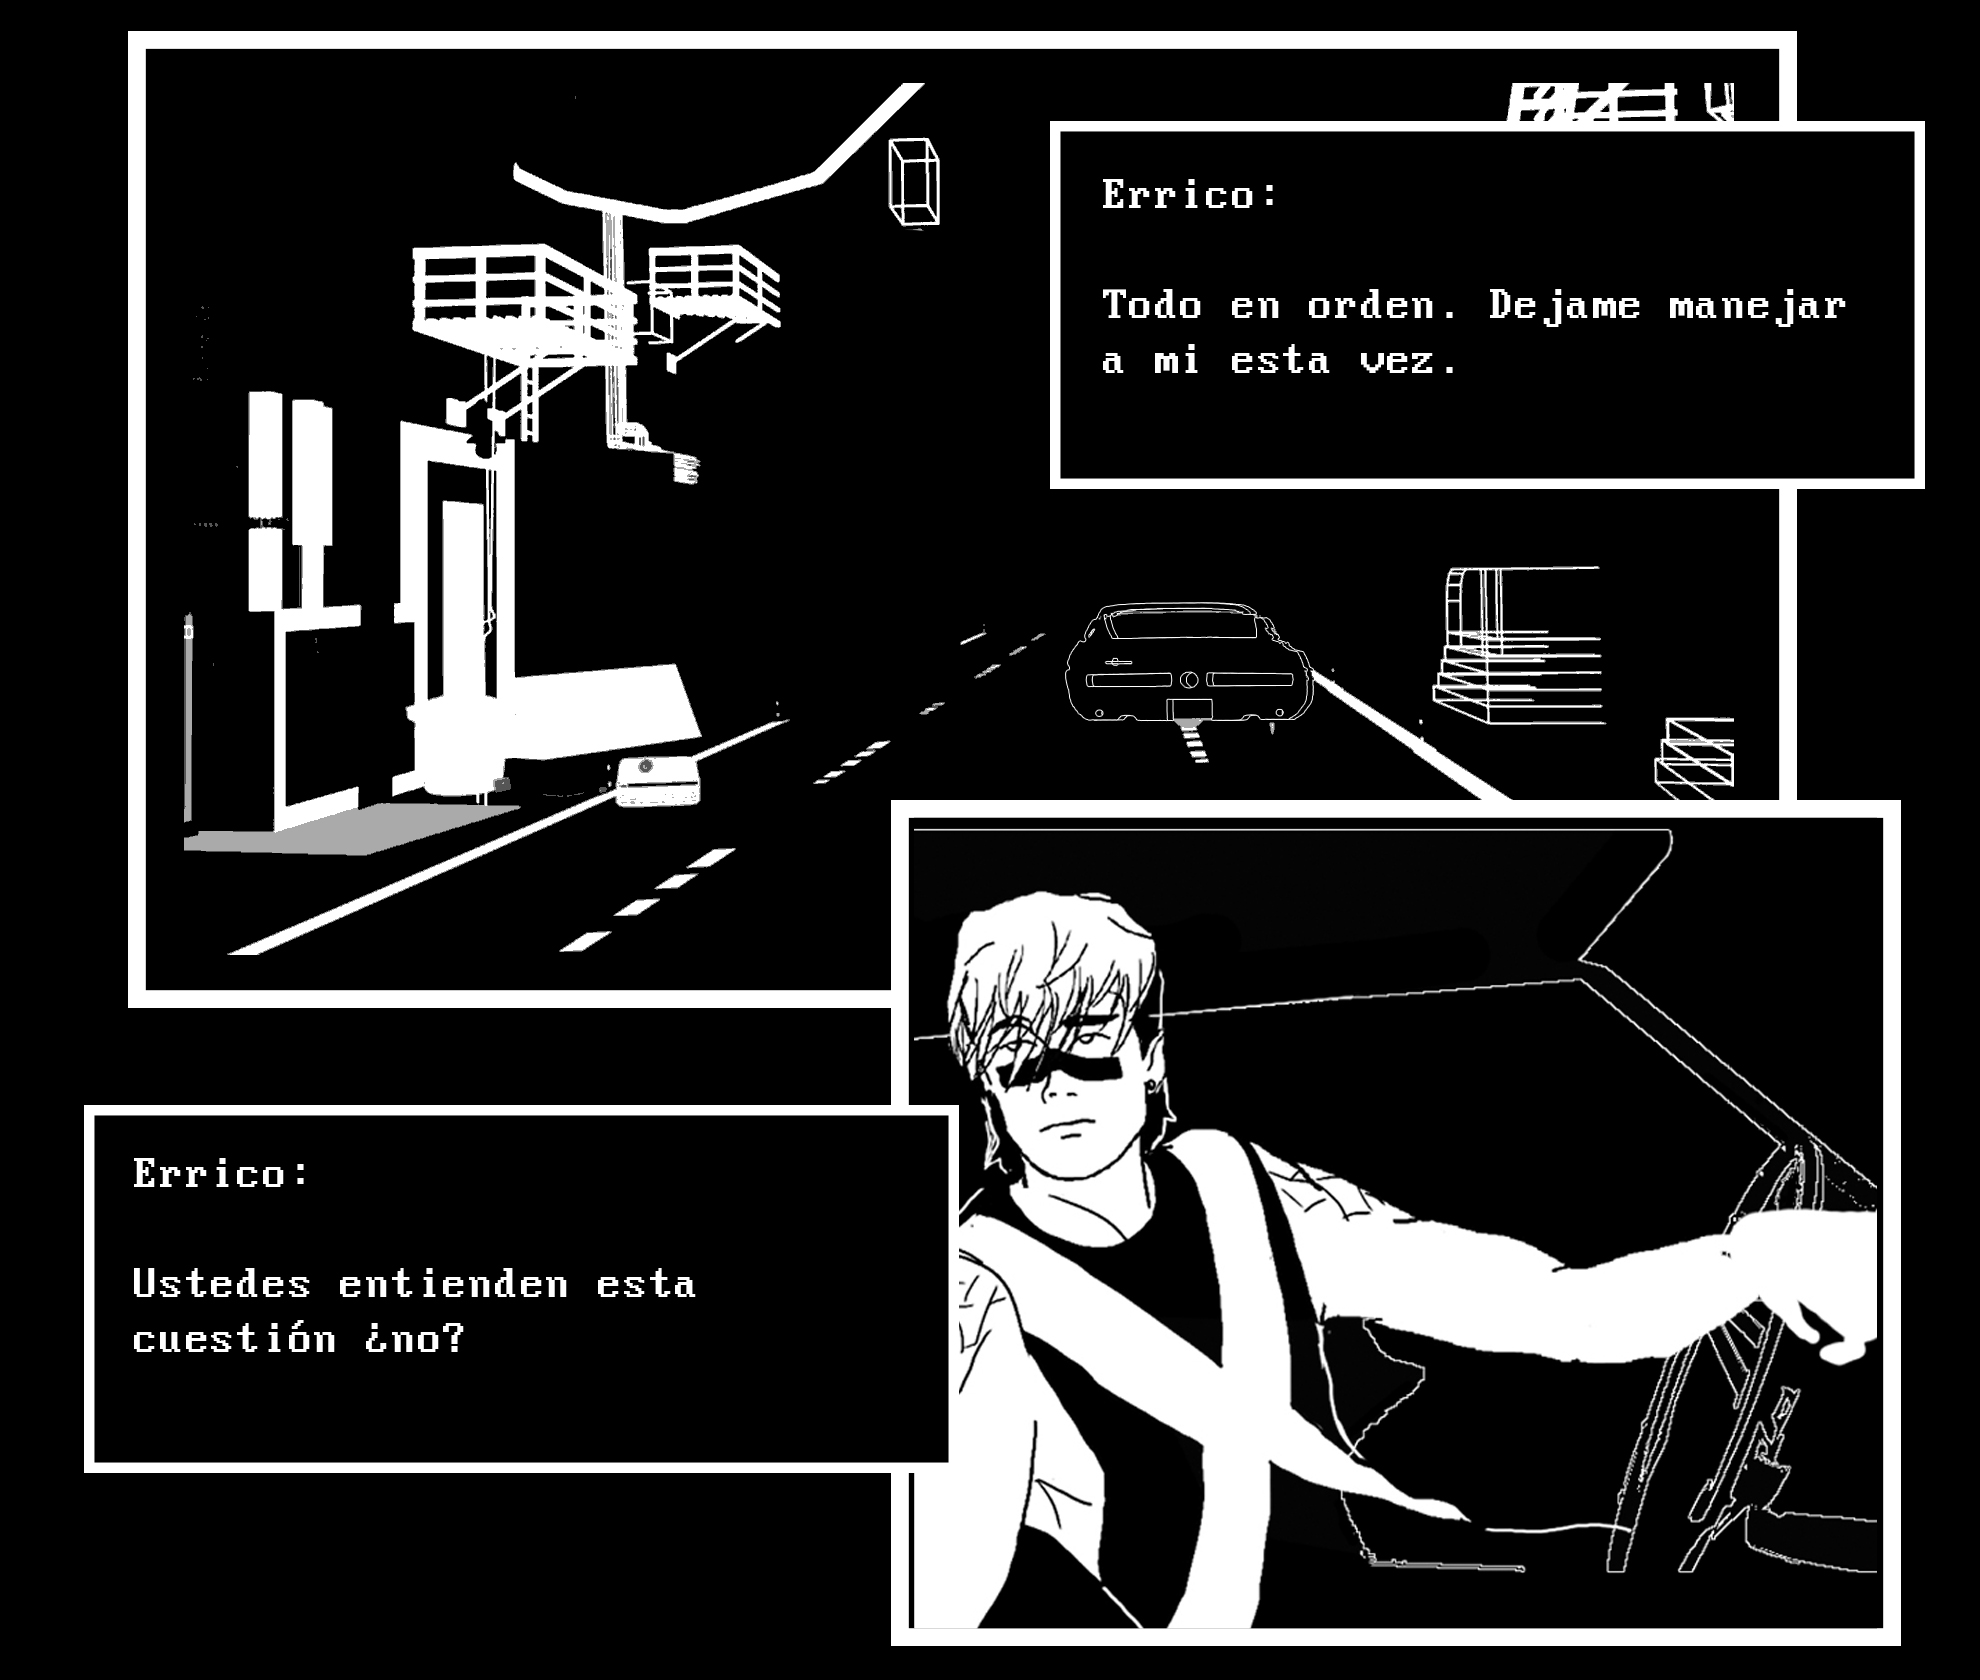 Errico:
Todo en orden. Dejame manejar
a mi esta vez.
Errico:
Ustedes entienden esta
cuestión ¿no?